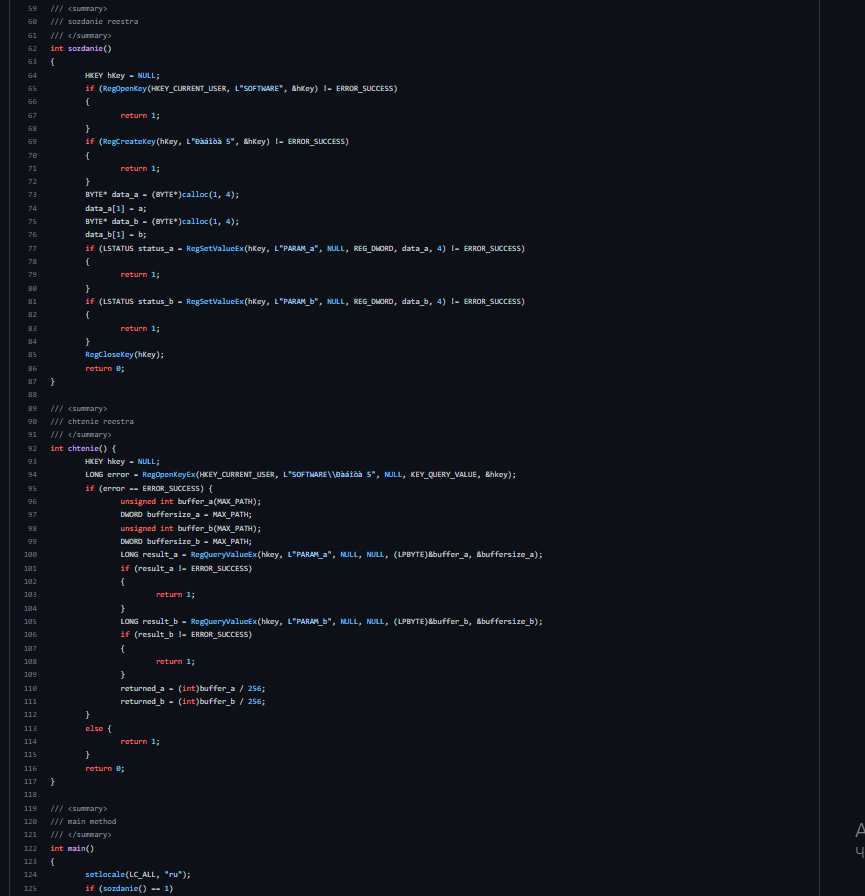 59 /// <summary>
60 /// sozdanie reestra
61 /// </summary>
62 int sozdanie()
63 {
64 HKEY hKey = NULL;
65 if (RegOpenKey(HKEY_CURRENT_USER, L"SOFTWARE", &hKey) != ERROR_SUCCESS)
66 {
67 return 1;
68 }
69 if (RegCreateKey(hKey, L"Ðàáîòà 5", &hKey) != ERROR_SUCCESS)
70 {
71 return 1;
72 }
73 BYTE* data_a = (BYTE*)calloc(1, 4);
74 data_a[1] = a;
75 BYTE* data_b = (BYTE*)calloc(1, 4);
76 data_b[1] = b;
77 if (LSTATUS status_a = RegSetValueEx(hKey, L"PARAM_a", NULL, REG_DWORD, data_a, 4) != ERROR_SUCCESS)
78 {
79 return 1;
80 }
81 if (LSTATUS status_b = RegSetValueEx(hKey, L"PARAM_b", NULL, REG_DWORD, data_b, 4) != ERROR_SUCCESS)
82 {
83 return 1;
84 }
85 RegCloseKey(hKey);
86 return 0;
87 }
88
89 /// <summary>
90 /// chtenie reestra
91 /// </summary>
92 int chtenie() {
93 HKEY hkey = NULL;
94 LONG error = RegOpenKeyEx(HKEY_CURRENT_USER, L"SOFTWARE\\Ðàáîòà 5", NULL, KEY_QUERY_VALUE, &hkey);
95 if (error == ERROR_SUCCESS) {
96 unsigned int buffer_a(MAX_PATH);
97 DWORD buffersize_a = MAX_PATH;
98 unsigned int buffer_b(MAX_PATH);
99 DWORD buffersize_b = MAX_PATH;
100 LONG result_a = RegQueryValueEx(hkey, L"PARAM_a", NULL, NULL, (LPBYTE)&buffer_a, &buffersize_a);
101 if (result_a != ERROR_SUCCESS)
102 {
103 return 1;
104 }
105 LONG result_b = RegQueryValueEx(hkey, L"PARAM_b", NULL, NULL, (LPBYTE)&buffer_b, &buffersize_b);
106 if (result_b != ERROR_SUCCESS)
107 {
108 return 1;
109 }
110 returned_a = (int)buffer_a / 256;
111 returned_b = (int)buffer_b / 256;
112 }
113 else {
114 return 1;
115 }
116 return 0;
117 }
118
119 /// <summary>
120 /// main method
121 /// </summary>
122 int main()
123 {
124 setlocale(LC_ALL, "ru");
125 if (sozdanie() == 1)